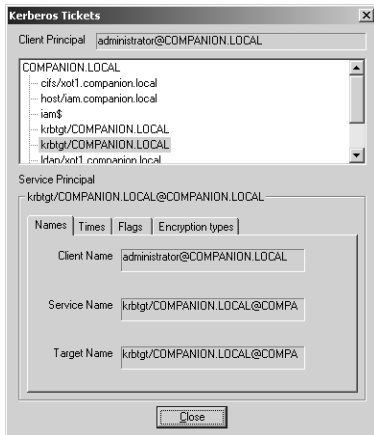 Kerberos Tickets
Client Principal administrator@COMPANION.LOCAL
COMPANION.LOCAL
cifs/xot1.companion.local
host/iam.companion.local
iam$
krbtgt/COMPANION.LOCAL
krbtgt/COMPANION.LOCAL
ldap/xot1.companion.local
Service Principal
krbtgt/COMPANION.LOCAL@COMPANION.LOCAL
Names Times Flags Encryption types
Client Name administrator@COMPANION.LOCAL
Service Name krbtgt/COMPANION.LOCAL@COMPA
Target Name krbtgt/COMPANION.LOCAL@COMPA
Close